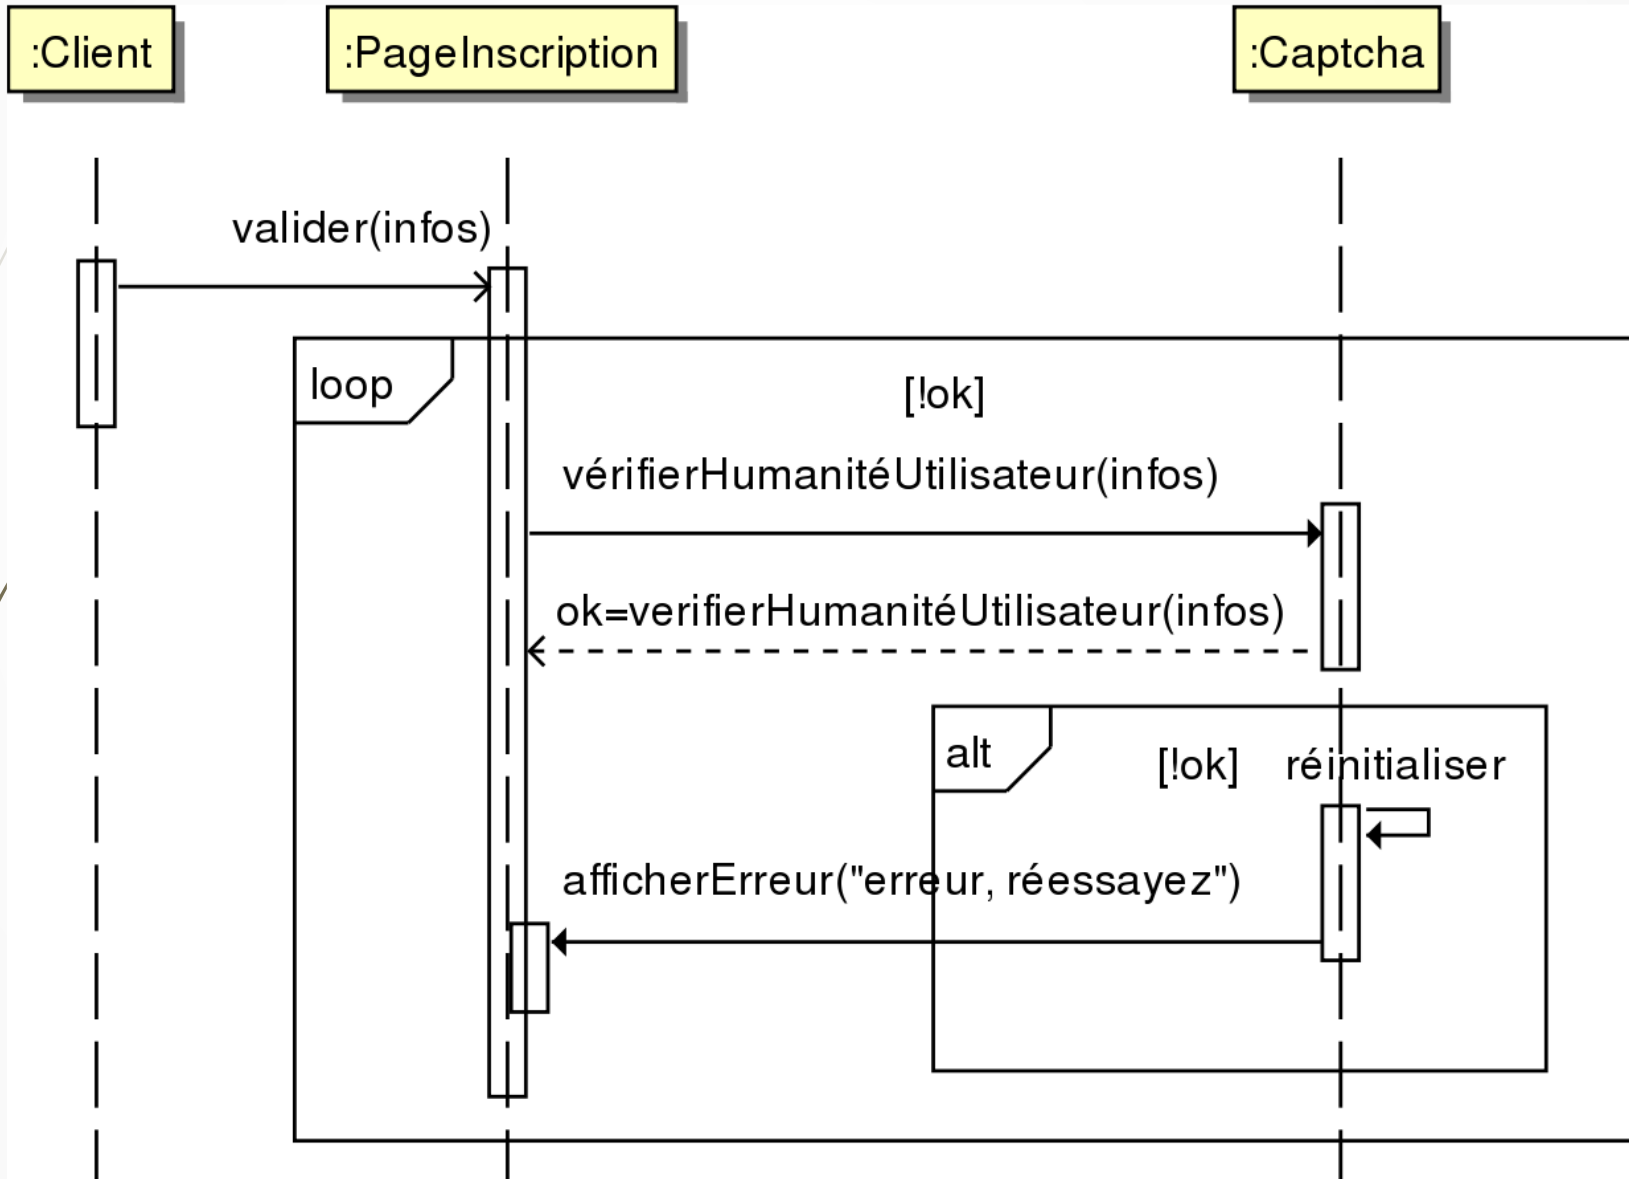 :Client
:PageInscription
:Captcha
valider(infos)
loop
[!ok]
vérifierHumanitéUtilisateur(infos)
ok=verifierHumanitéUtilisateur(infos)
alt
[!ok]
réinitialiser
afficherErreur("erreur, réessayez")